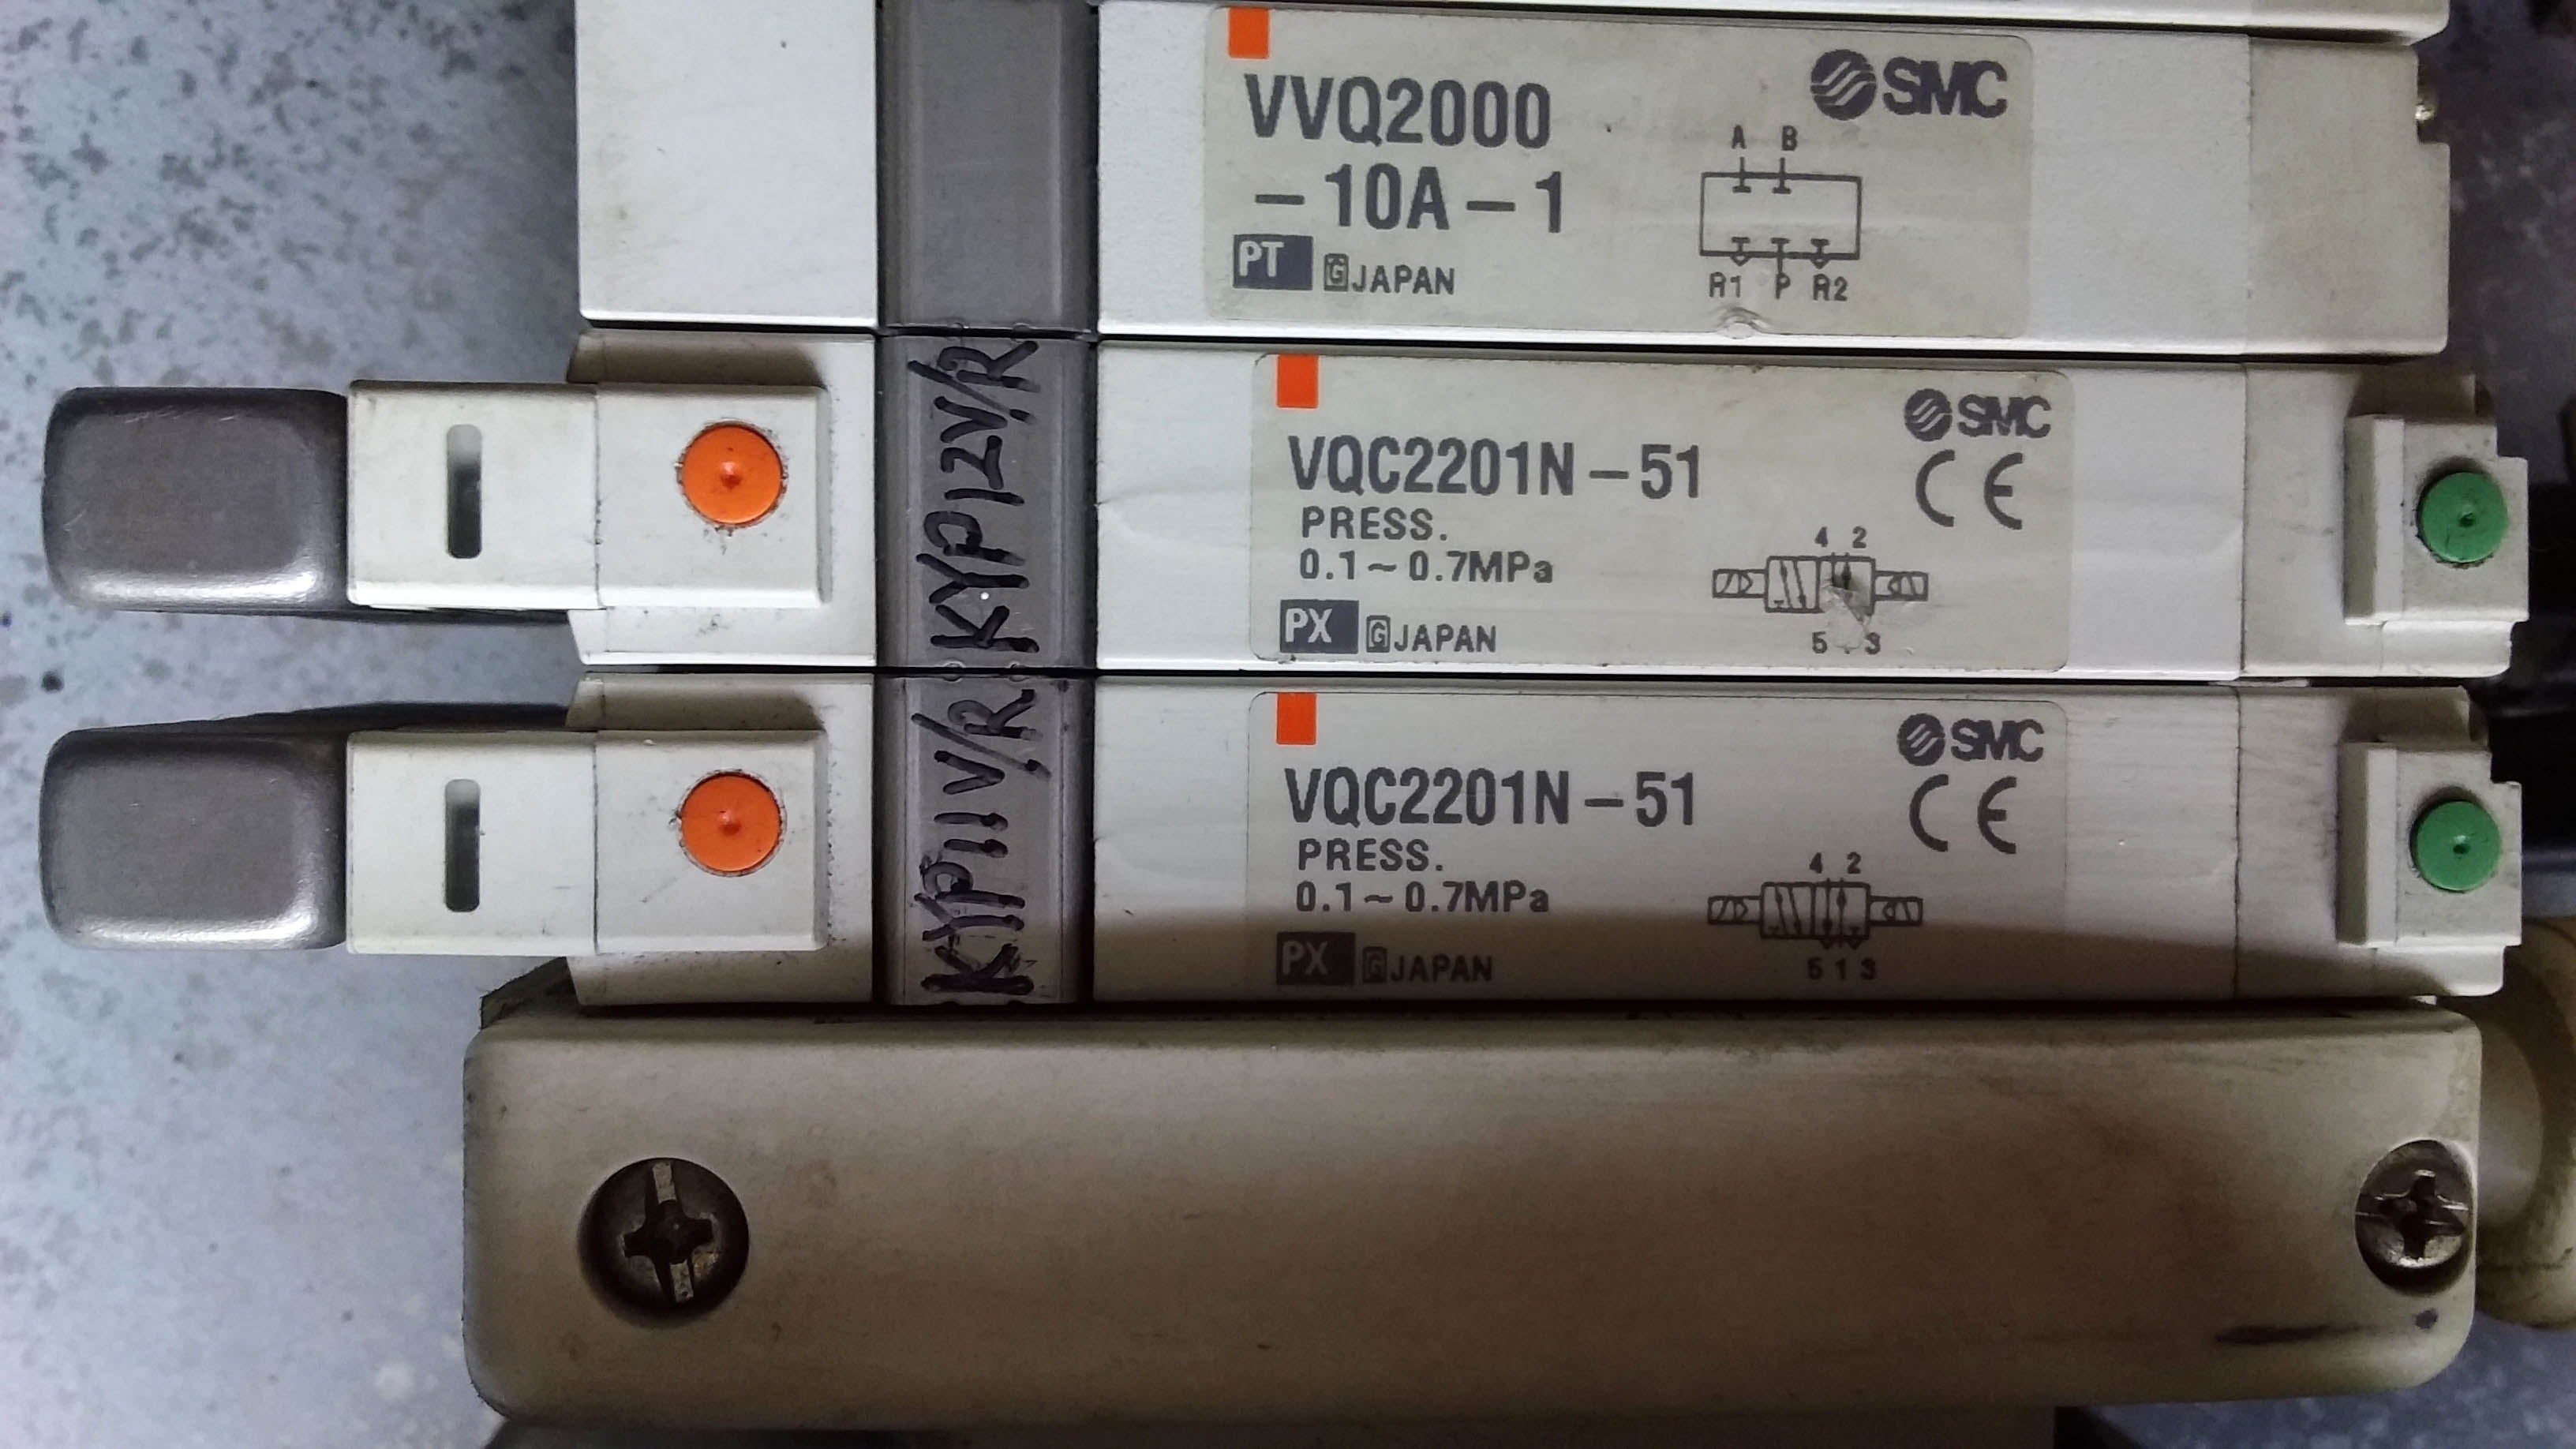 VVQ2000
SMC
-10A-1
A B
PT G JAPAN
R1 P R2
KYP12V/R
VQC2201N-51
SMC
PRESS.
CE
0.1~0.7MPa
4 2
PX G JAPAN
5 3
KYP11V/R
VQC2201N-51
SMC
PRESS.
CE
0.1~0.7MPa
4 2
PX G JAPAN
5 1 3